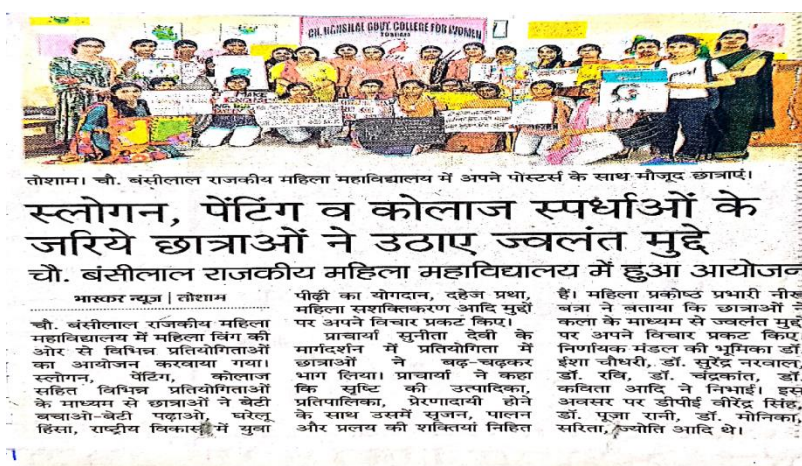 CH. BANSILAL GOVT. COLLEGE FOR WOMEN
TOSHAM
तोशाम। चौ. बंसीलाल राजकीय महिला महाविद्यालय में अपने पोस्टर्स के साथ मौजूद छात्राएं।
स्लोगन, पेंटिंग व कोलाज स्पर्धाओं के
जरिये छात्राओं ने उठाए ज्वलंत मुद्दे
चौ. बंसीलाल राजकीय महिला महाविद्यालय में हुआ आयोजन
भास्कर न्यूज | तोशाम
चौ. बंसीलाल राजकीय महिला
महाविद्यालय में महिला विंग की
ओर से विभिन्न प्रतियोगिताओं
का आयोजन करवाया गया।
स्लोगन, पेंटिंग, कोलाज
सहित विभिन्न प्रतियोगिताओं
के माध्यम से छात्राओं ने बेटी
बचाओ-बेटी पढ़ाओ, घरेलू
हिंसा, राष्ट्रीय विकास में युवा
पीढ़ी का योगदान, दहेज प्रथा,
महिला सशक्तिकरण आदि मुद्दों
पर अपने विचार प्रकट किए।
प्राचार्या सुनीता देवी के
मार्गदर्शन में प्रतियोगिता में
छात्राओं ने बढ़-चढ़कर
भाग लिया। प्राचार्या ने कहा
कि सृष्टि की उत्पादिका,
प्रतिपालिका, प्रेरणादायी होने
के साथ उसमें सृजन, पालन
और प्रलय की शक्तियां निहित
हैं। महिला प्रकोष्ठ प्रभारी
बत्रा ने बताया कि छात्राओं ने
कला के माध्यम से ज्वलंत मुद्दों
पर अपने विचार प्रकट किए।
निर्णायक मंडल की भूमिका डॉ.
ईशा चौधरी, डॉ. सुरेंद्र नरवाल,
डॉ. रवि, डॉ. चंद्रकांत, डॉ.
कविता आदि ने निभाई। इस
अवसर पर डीपीई वीरेंद्र सिंह,
डॉ. पूजा रानी, डॉ. मोनिका,
सरिता, ज्योति आदि थे।